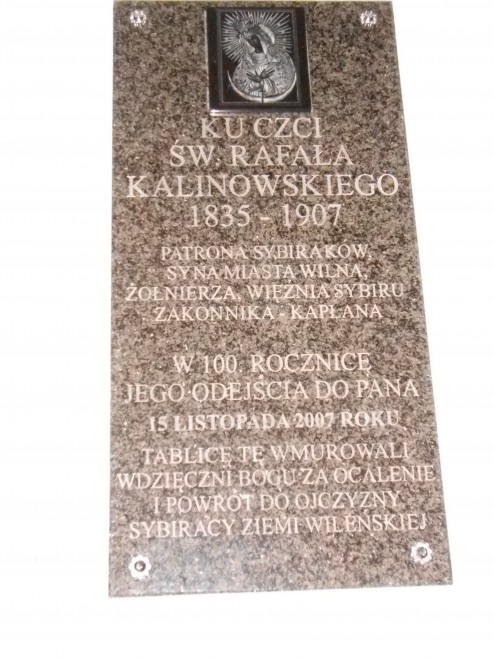 KU CZCI
ŚW. RAFAŁA
KALINOWSKIEGO
1835 - 1907
PATRONA SYBIRAKÓW,
SYNA MIASTA WILNA,
ŻOŁNIERZA, WIĘŹNIA SYBIRU
ZAKONNIKA - KAPŁANA
W 100. ROCZNICĘ
JEGO ODEJŚCIA DO PANA
15 LISTOPADA 2007 ROKU
TABLICĘ TĘ WMUROWALI
WDZIĘCZNI BOGU ZA OCALENIE
I POWRÓT DO OJCZYZNY
SYBIRACY ZIEMI WILEŃSKIEJ